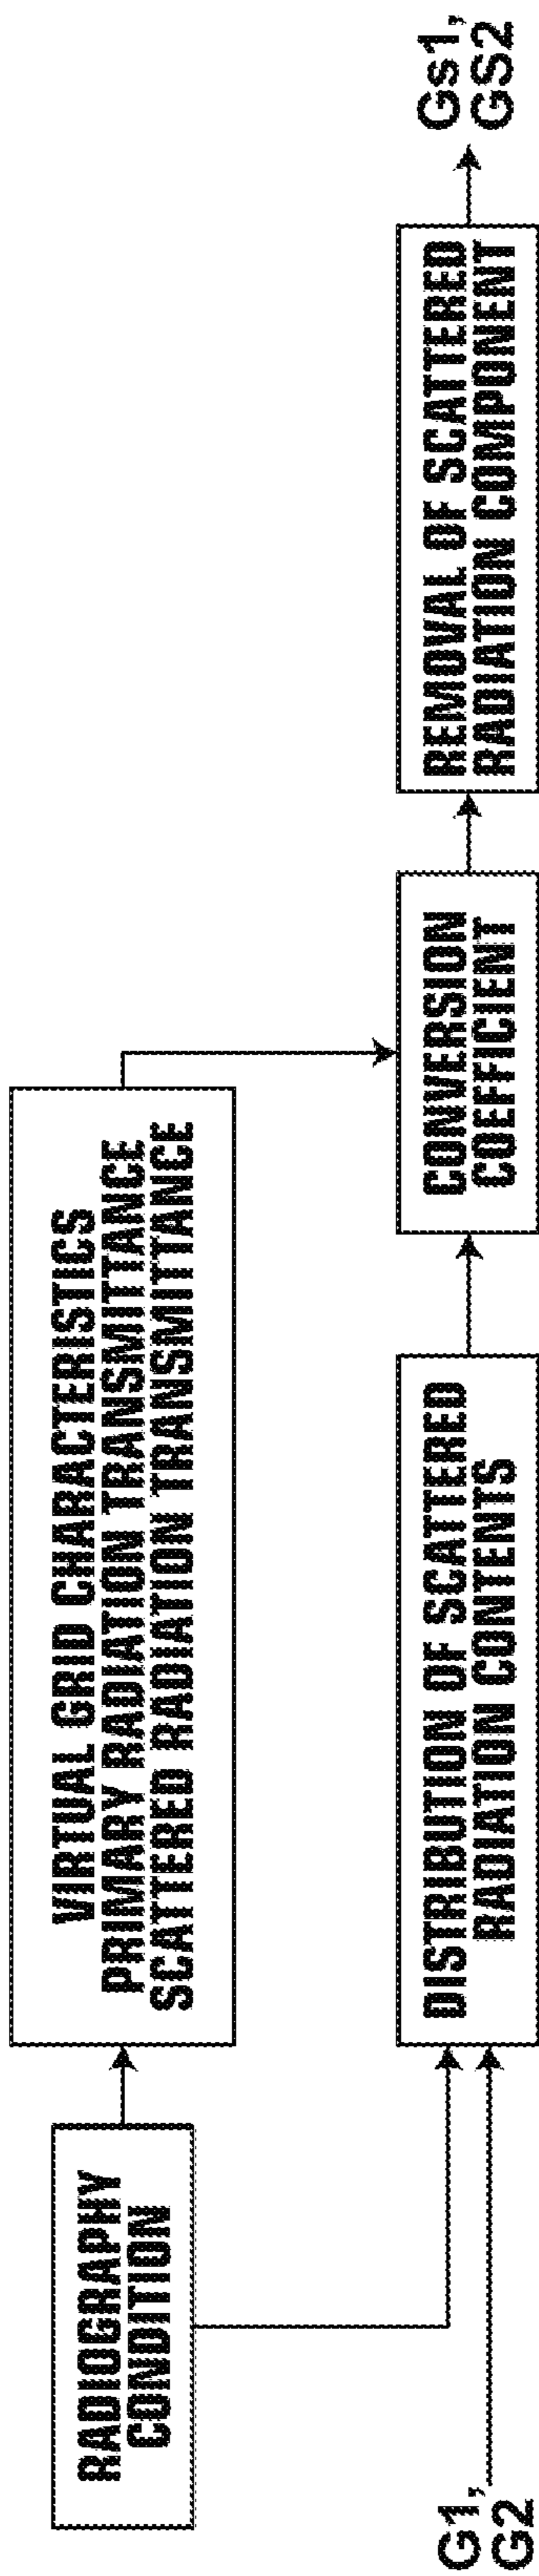 RADIOGRAPHY
CONDITION
VIRTUAL GRID CHARACTERISTICS
PRIMARY RADIATION TRANSMITTANCE
SCATTERED RADIATION TRANSMITTANCE
G1,
G2
DISTRIBUTION OF SCATTERED
RADIATION CONTENTS
CONVERSION
COEFFICIENT
REMOVAL OF SCATTERED
RADIATION COMPONENT
Gs1,
GS2